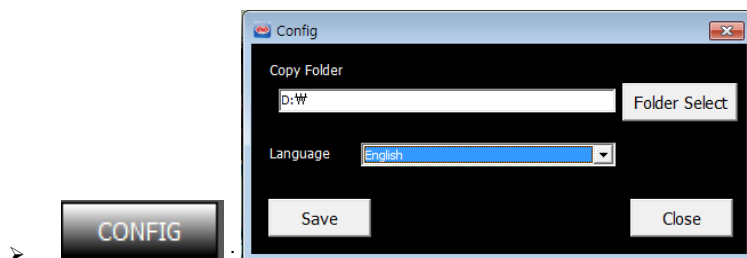 Config
Copy Folder
D:₩
Folder Select
Language
English
Save
Close
CONFIG
: